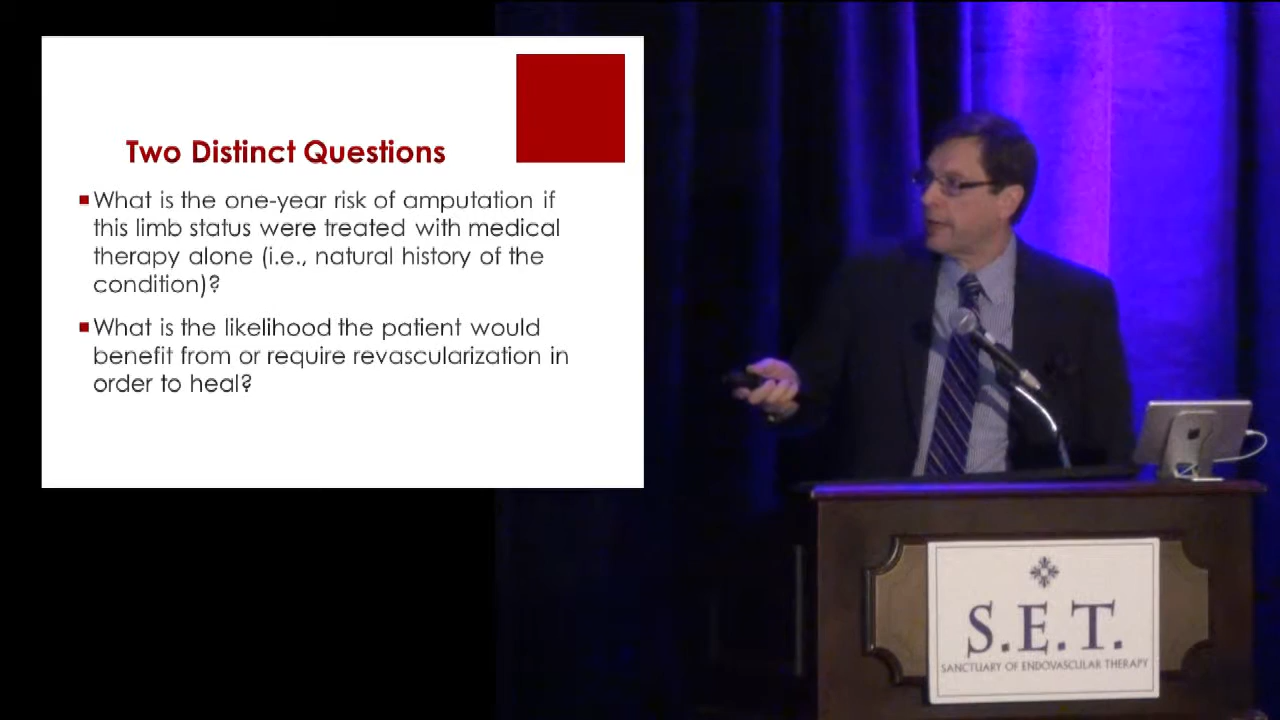 Two Distinct Questions
What is the one-year risk of amputation if
this limb status were treated with medical
therapy alone (i.e., natural history of the
condition)?
What is the likelihood the patient would
benefit from or require revascularization in
order to heal?
S.E.T.
SANCTUARY OF ENDOVASCULAR THERAPY